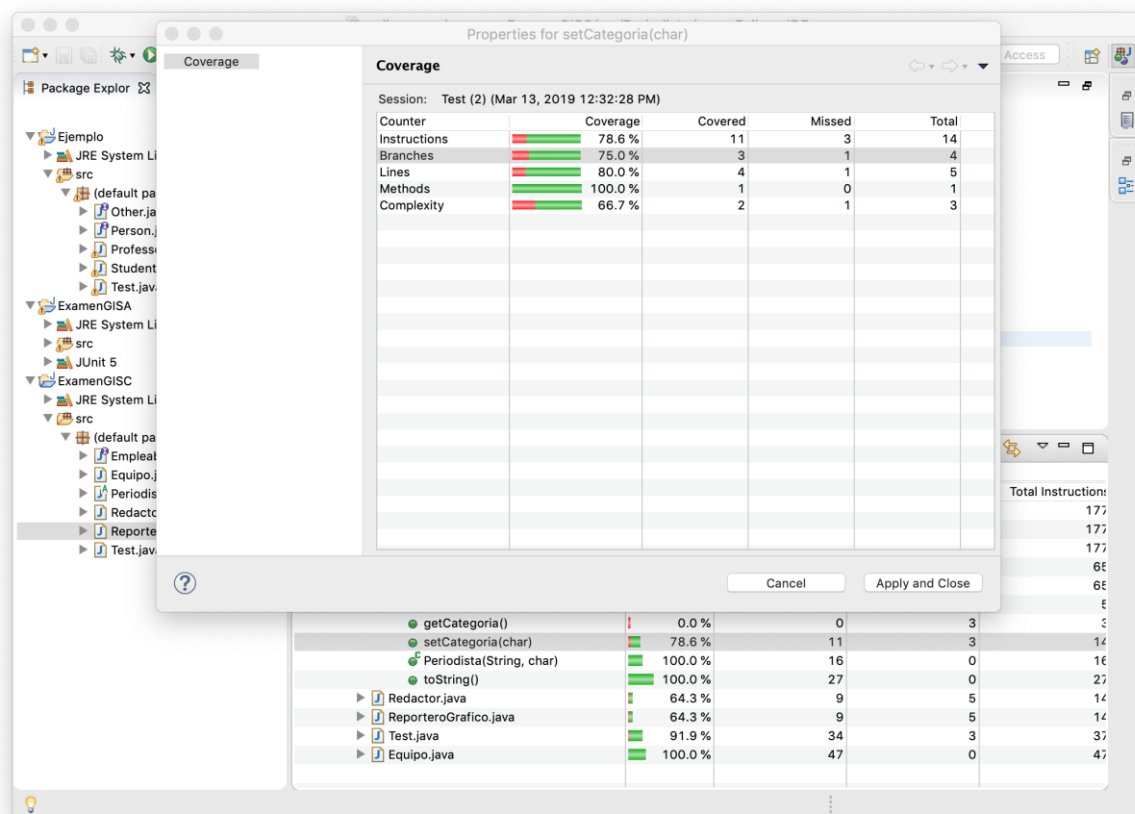 Properties for setCategoria(char)
Access
Package Explor
Ejemplo
JRE System Li
src
(default pa
Other.ja
Person.j
Profess
Student
Test.jav
ExamenGISA
JRE System Li
src
JUnit 5
ExamenGISC
JRE System Li
src
(default pa
Empleab
Equipo.j
Periodis
Redacto
Reporte
Test.jav
Coverage
Coverage
Session: Test (2) (Mar 13, 2019 12:32:28 PM)
Counter Coverage Covered Missed Total
Instructions 78.6 % 11 3 14
Branches 75.0 % 3 1 4
Lines 80.0 % 4 1 5
Methods 100.0 % 1 0 1
Complexity 66.7 % 2 1 3
? Cancel Apply and Close
Total Instructions
177
177
177
65
65
getCategoria() 0.0 % 0 3 3
setCategoria(char) 78.6 % 11 3 14
Periodista(String, char) 100.0 % 16 0 16
toString() 100.0 % 27 0 27
Redactor.java 64.3 % 9 5 14
ReporteroGrafico.java 64.3 % 9 5 14
Test.java 91.9 % 34 3 37
Equipo.java 100.0 % 47 0 47